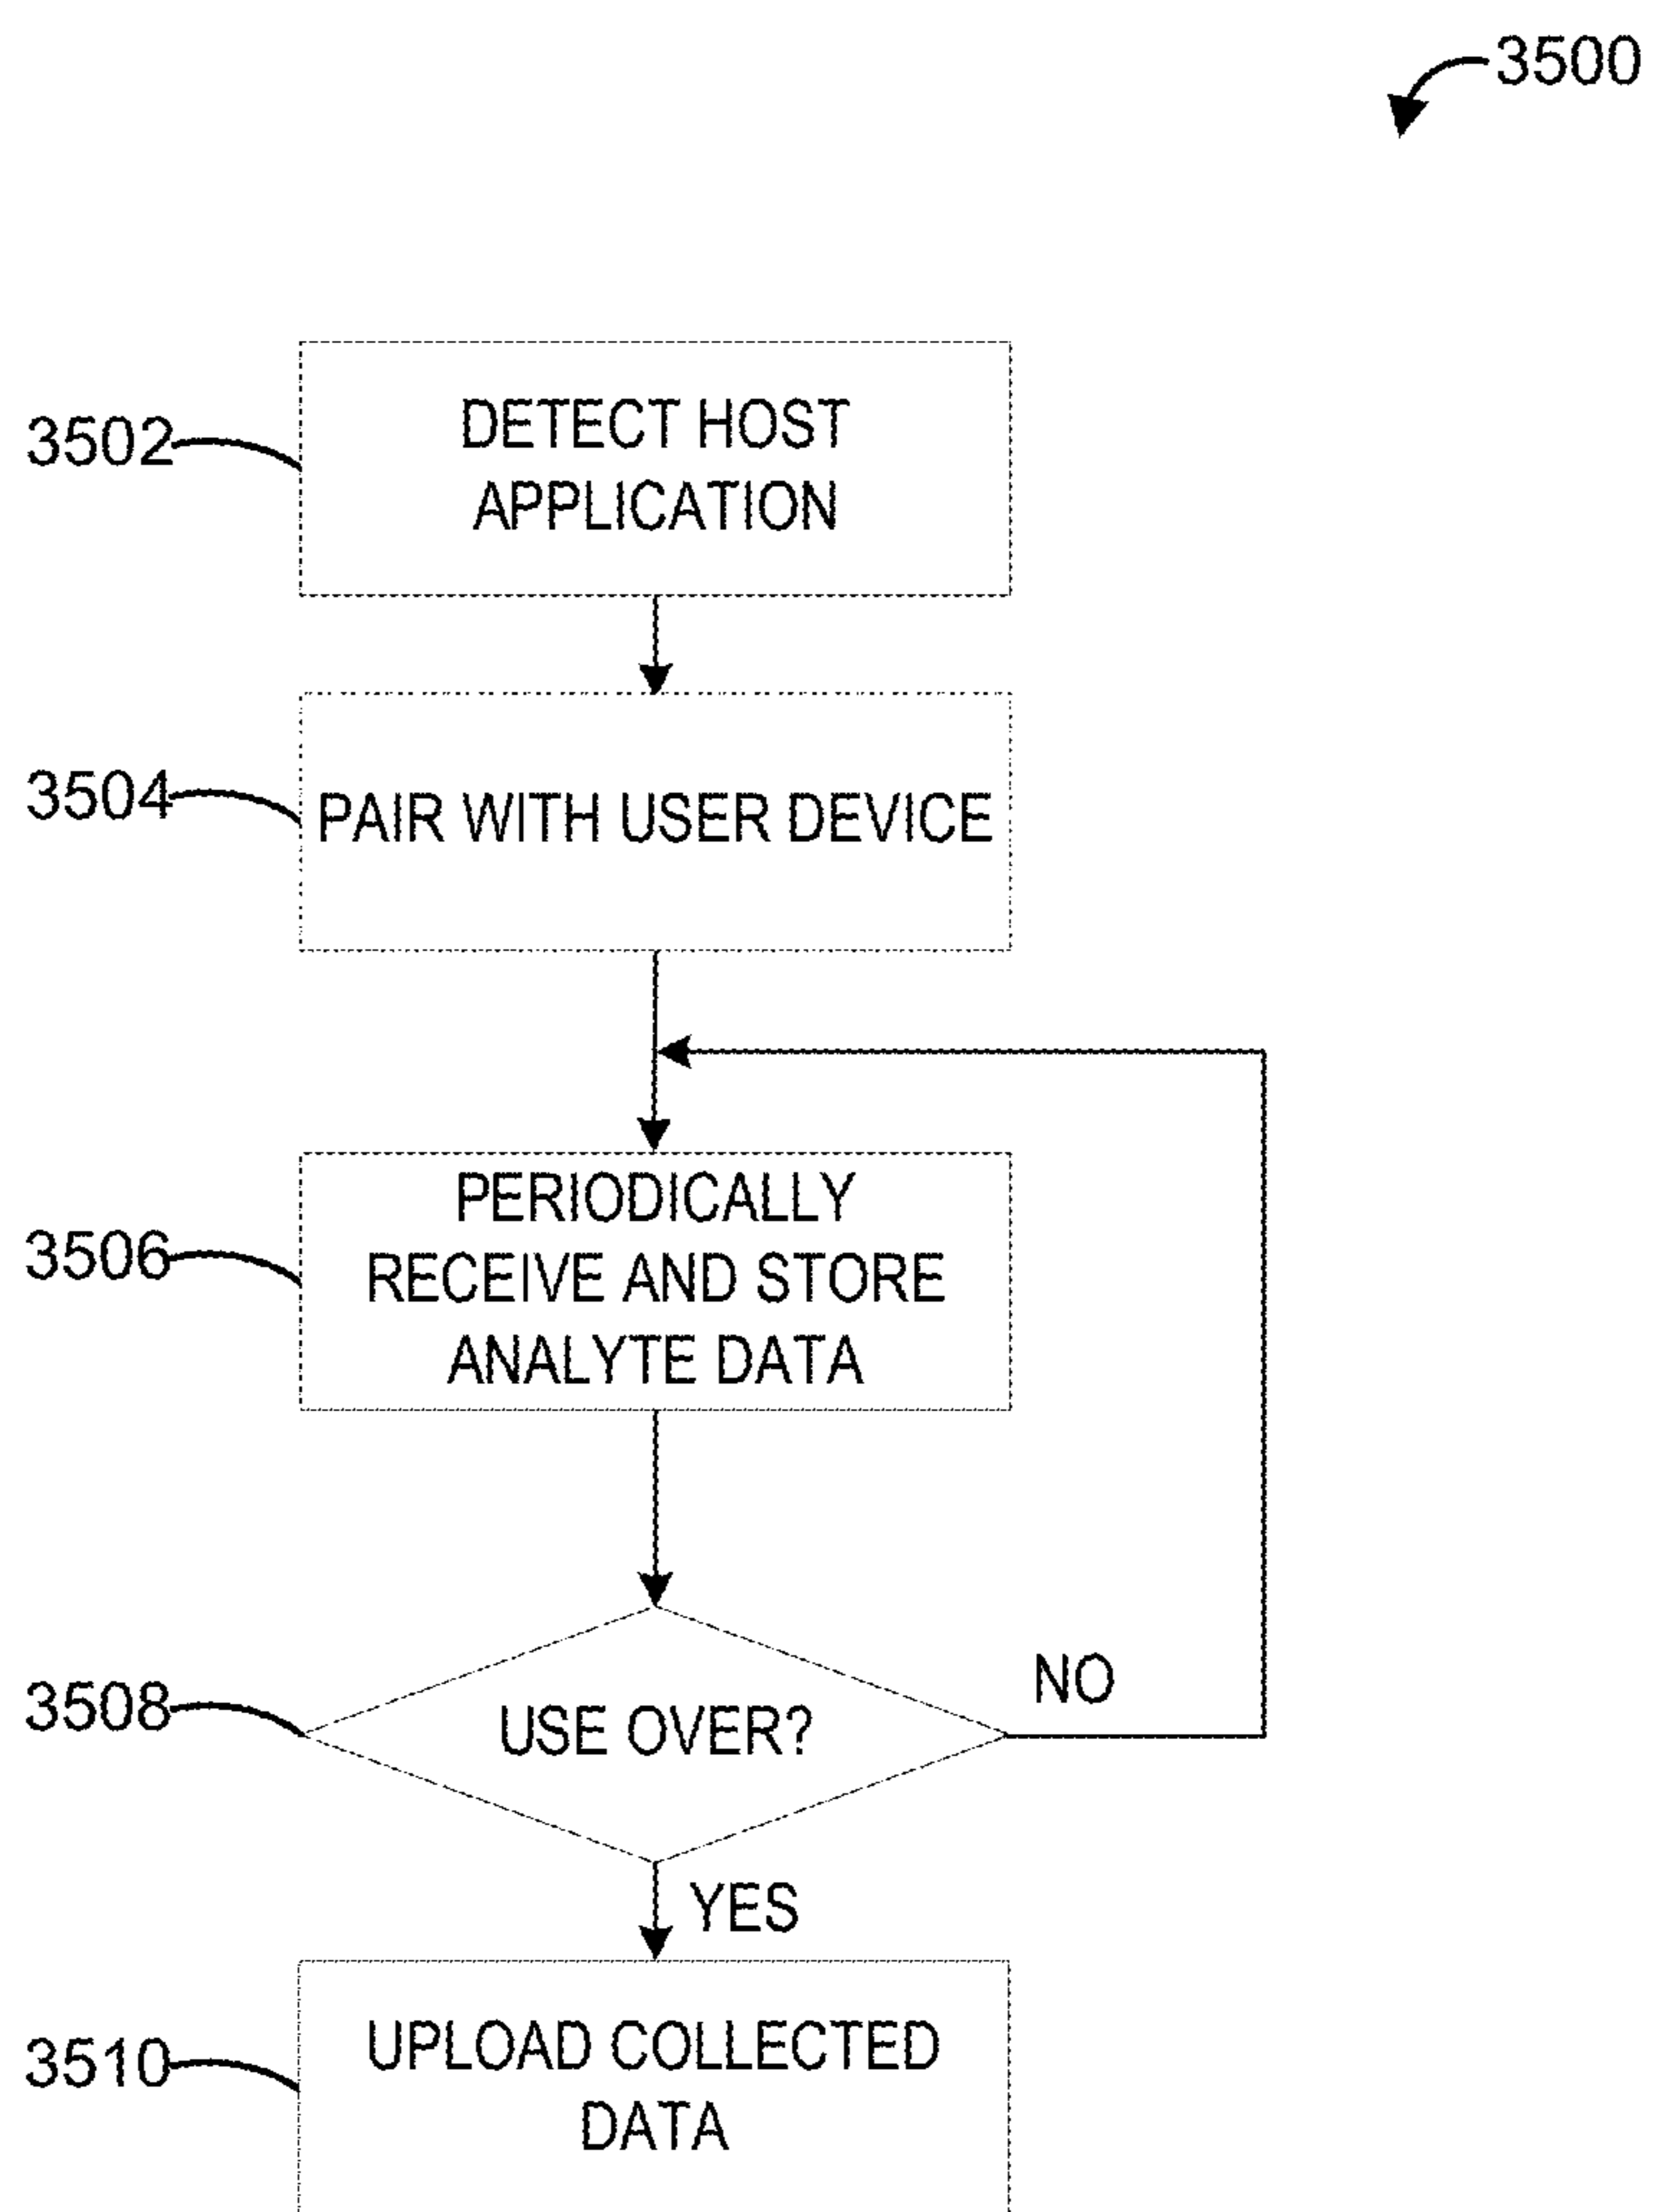 3500
3502
DETECT HOST
APPLICATION
3504
PAIR WITH USER DEVICE
3506
PERIODICALLY
RECEIVE AND STORE
ANALYTE DATA
3508
USE OVER?
NO
YES
3510
UPLOAD COLLECTED
DATA